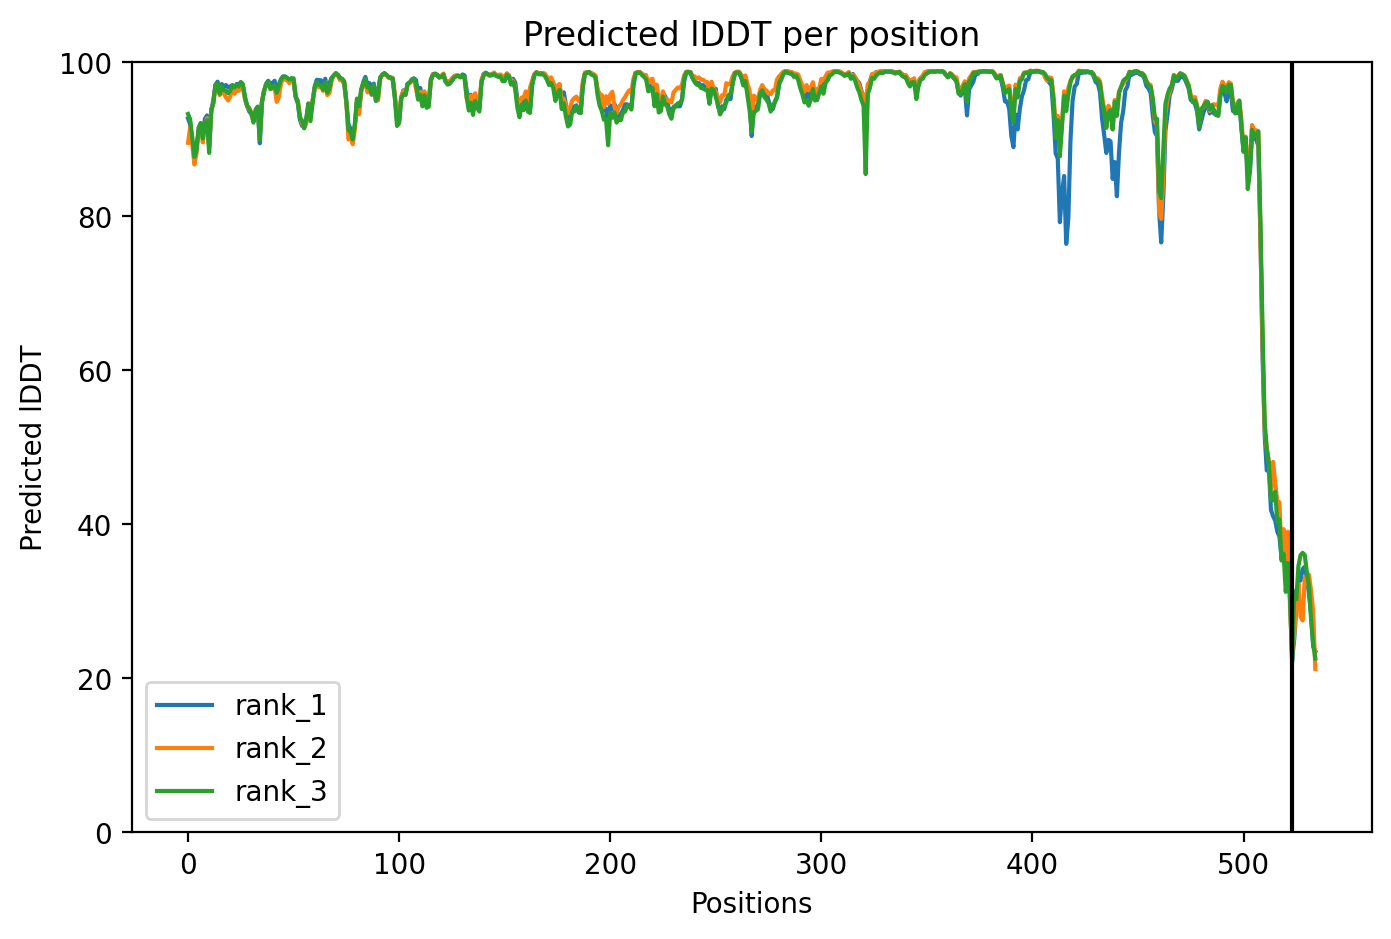 Predicted lDDT per position
100
80
60
40
20
0
Predicted lDDT
rank_1
rank_2
rank_3
0 100 200 300 400 500
Positions